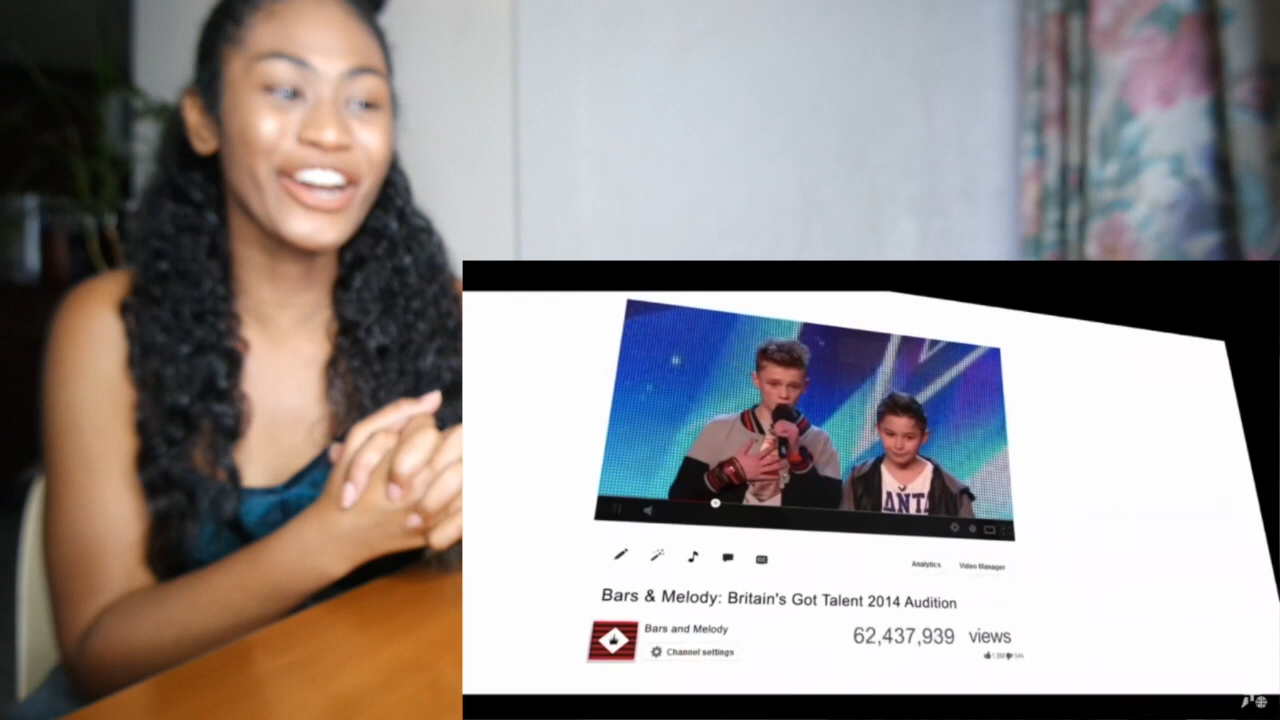 ANTA
Analytics Video Manager
Bars & Melody: Britain's Got Talent 2014 Audition
Bars and Melody
62,437,939 views
Channel settings